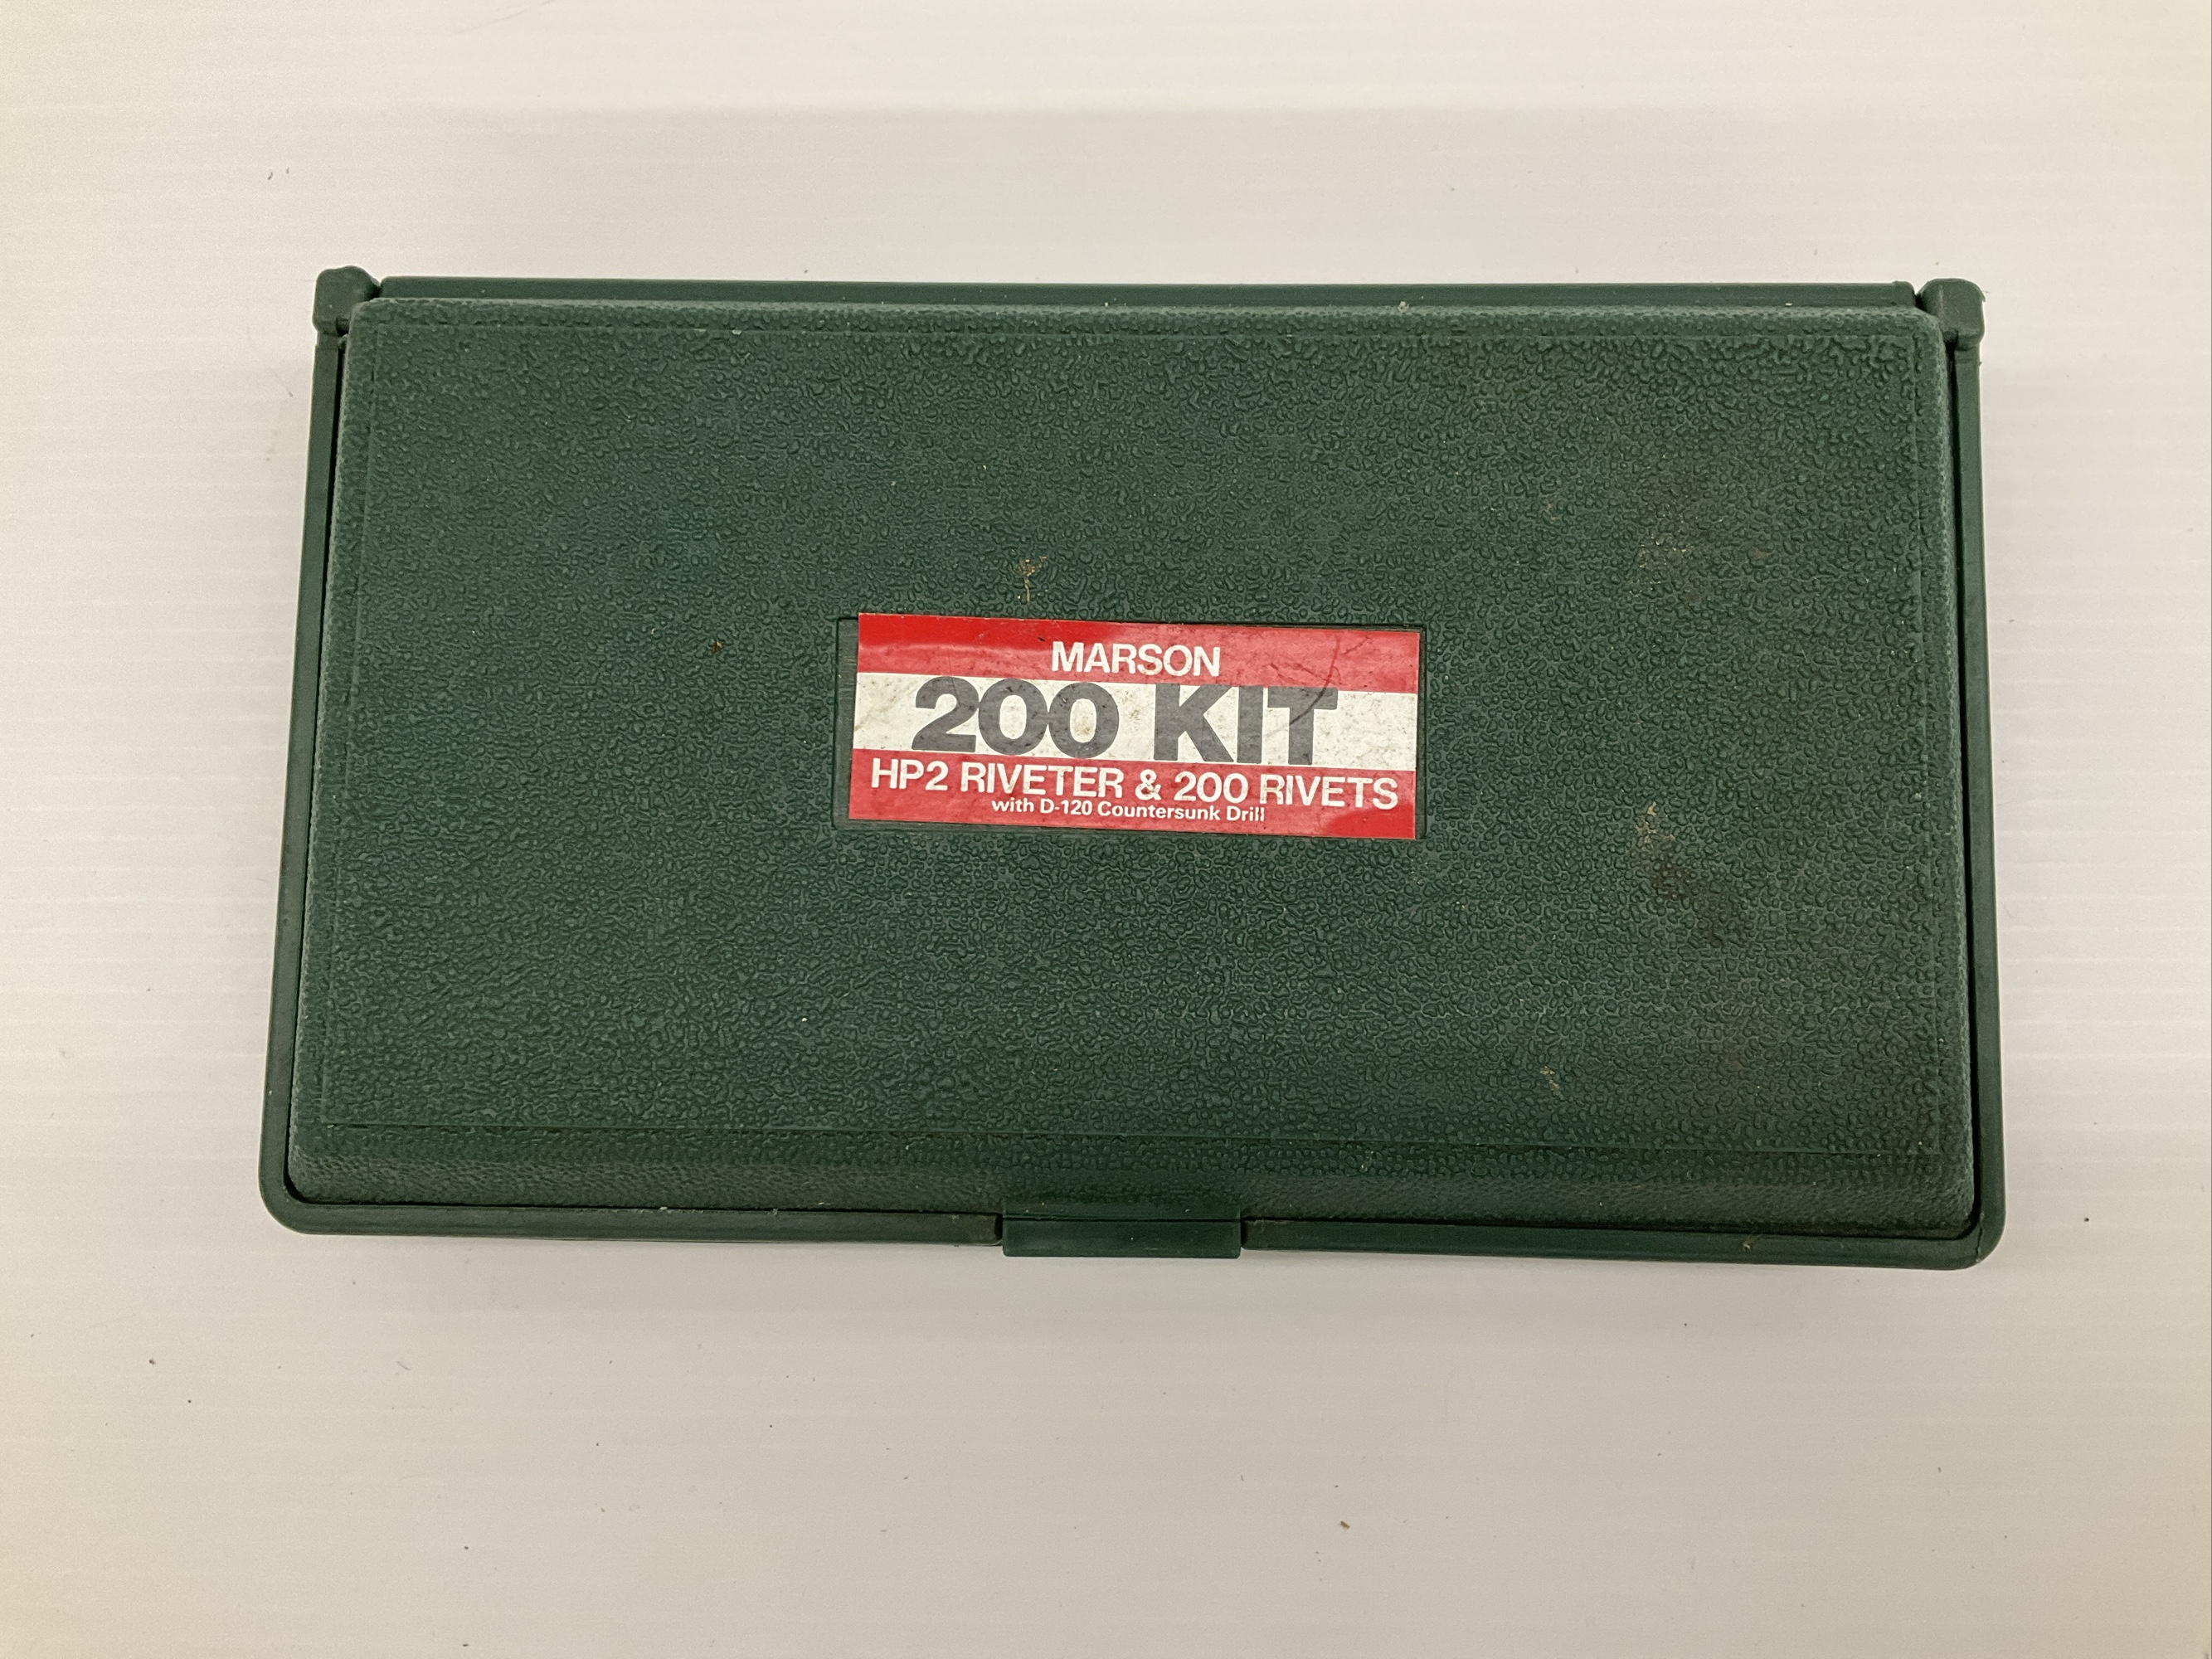 MARSON
200 KIT
HP2 RIVETER & 200 RIVETS
with D-120 Countersunk Drill